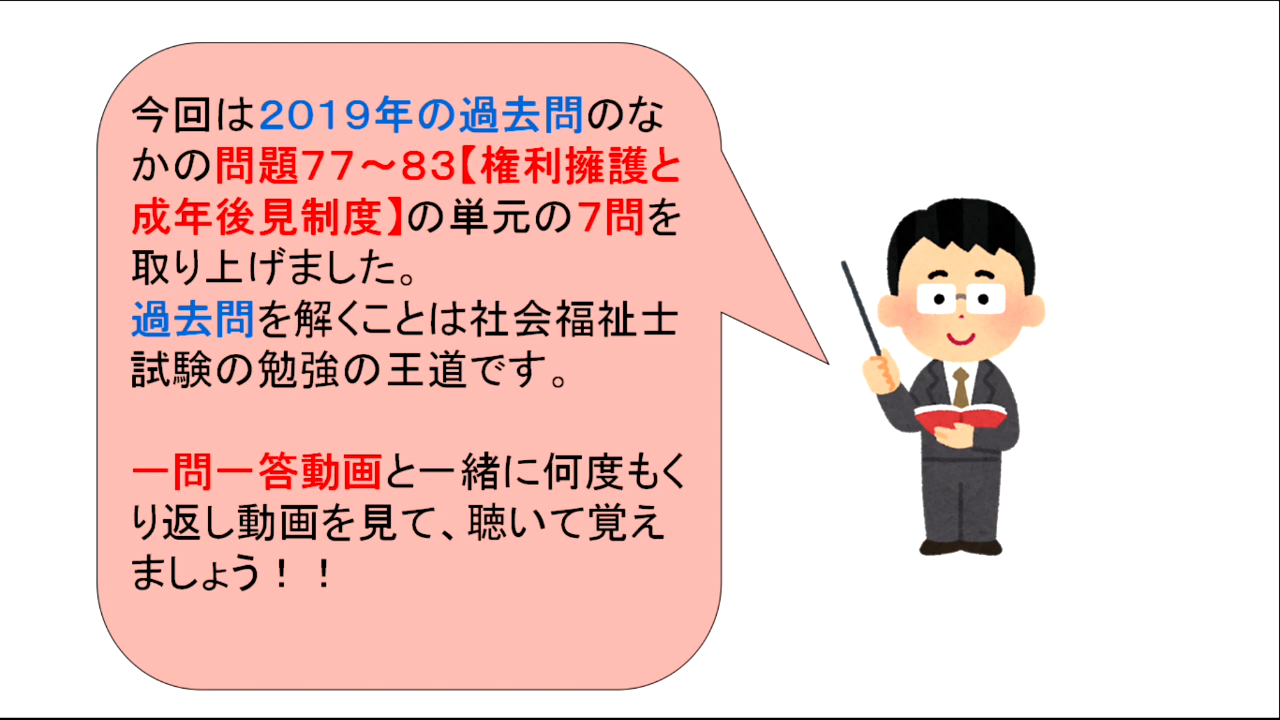 今回は２０１９年の過去問のな
かの問題７７～８３【権利擁護と
成年後見制度】の単元の７問を
取り上げました。
過去問を解くことは社会福祉士
試験の勉強の王道です。
一問一答動画と一緒に何度もく
り返し動画を見て、聴いて覚え
ましょう！！